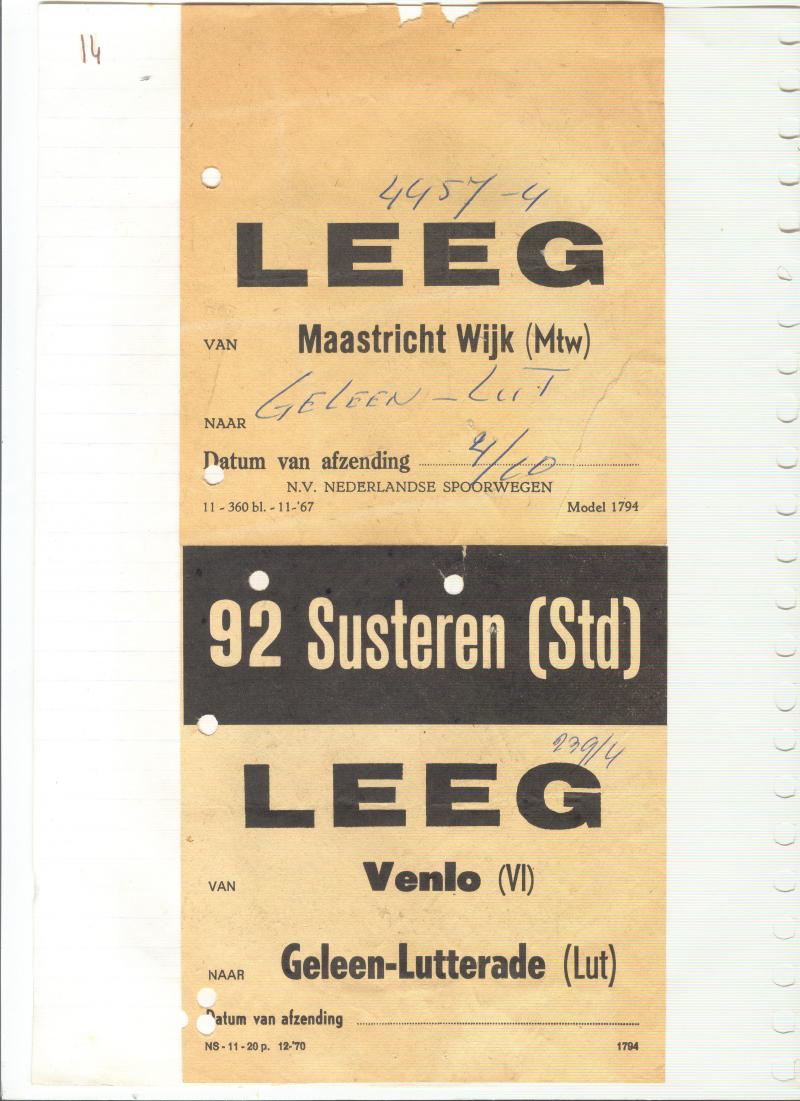 14
4457-4
LEEG
VAN Maastricht Wijk (Mtw)
NAAR GELEEN - LUT
Datum van afzending 4/10
N.V. NEDERLANDSE SPOORWEGEN
11 - 360 bl. - 11-'67 Model 1794
92 Susteren (Std)
239/4
LEEG
VAN Venlo (Vl)
NAAR Geleen-Lutterade (Lut)
Datum van afzending
NS - 11 - 20 p. 12-'70 1794